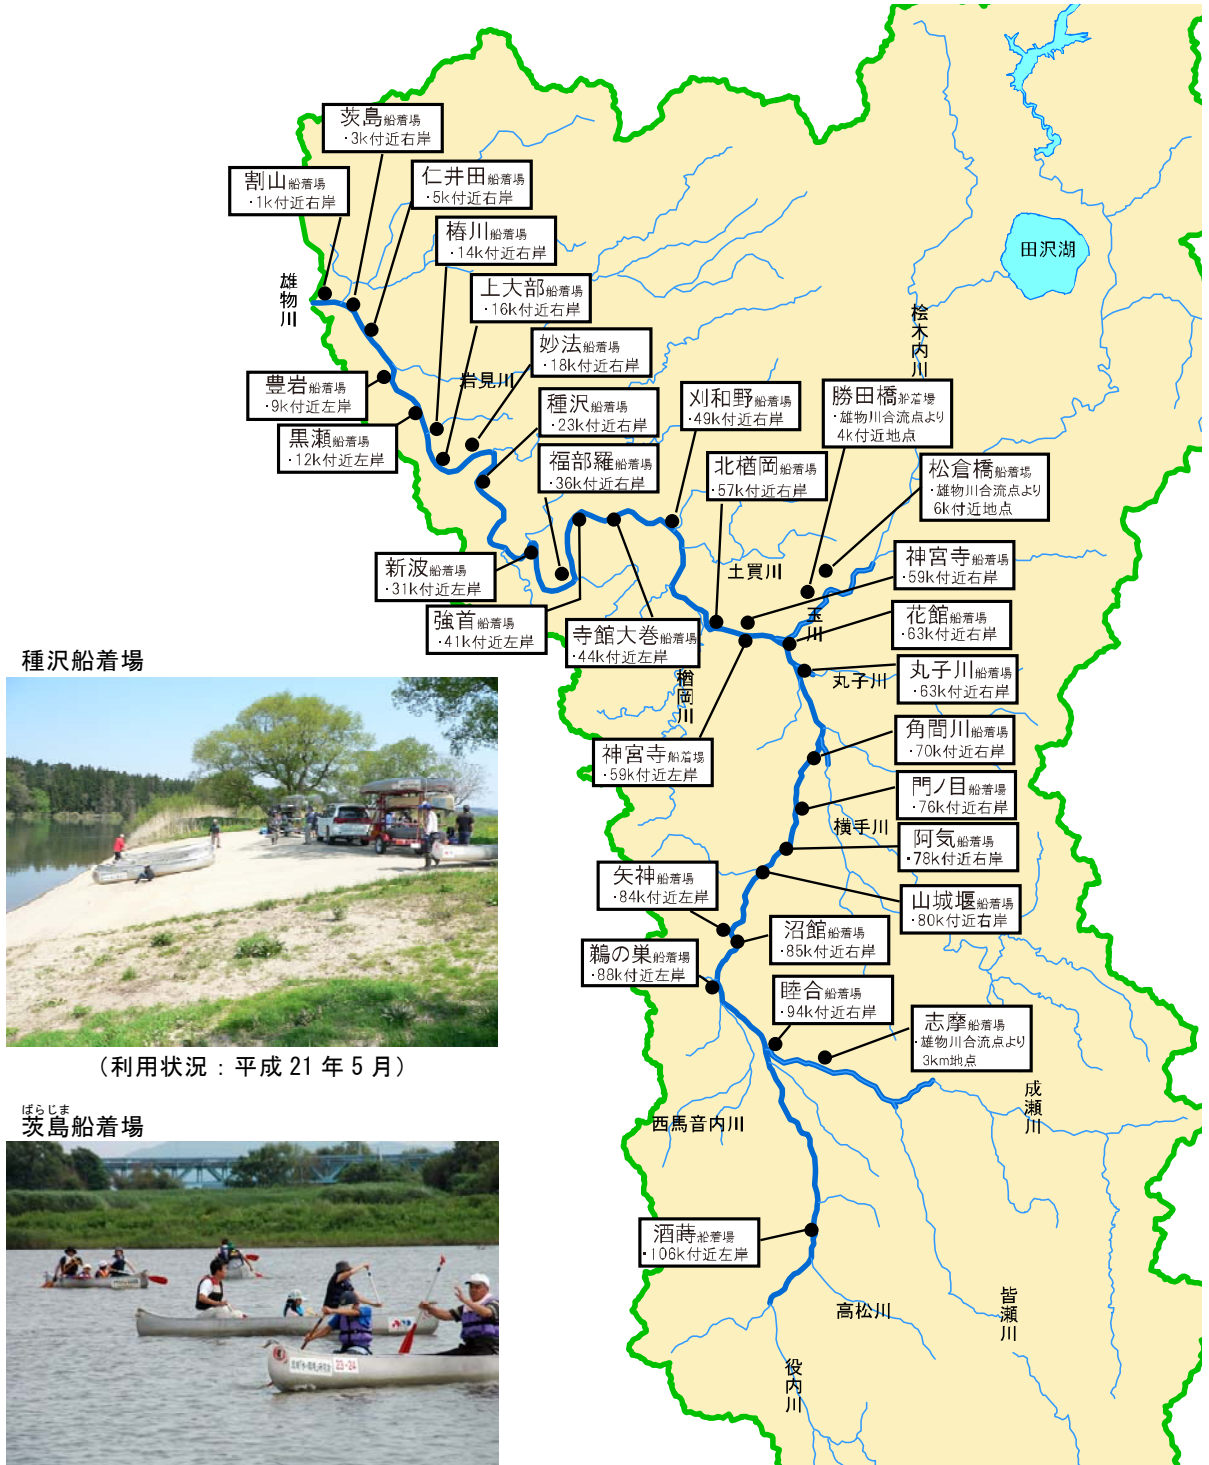 茨島船着場
・3k付近右岸
割山船着場
・1k付近右岸
仁井田船着場
・5k付近右岸
椿川船着場
・14k付近右岸
上大部船着場
・16k付近右岸
妙法船着場
・18k付近右岸
種沢船着場
・23k付近右岸
福部羅船着場
・36k付近右岸
刈和野船着場
・49k付近右岸
北楢岡船着場
・57k付近右岸
勝田橋船着場
・雄物川合流点より
4k付近地点
松倉橋船着場
・雄物川合流点より
6k付近地点
神宮寺船着場
・59k付近右岸
花館船着場
・63k付近右岸
丸子川船着場
・63k付近右岸
角間川船着場
・70k付近右岸
門ノ目船着場
・76k付近右岸
阿気船着場
・78k付近右岸
山城堰船着場
・80k付近右岸
沼館船着場
・85k付近右岸
睦合船着場
・94k付近右岸
志摩船着場
・雄物川合流点より
3km地点
豊岩船着場
・9k付近左岸
黒瀬船着場
・12k付近左岸
新波船着場
・31k付近左岸
強首船着場
・41k付近左岸
寺館大巻船着場
・44k付近左岸
神宮寺船着場
・59k付近左岸
矢神船着場
・84k付近左岸
鵜の巣船着場
・88k付近左岸
酒蒔船着場
・106k付近左岸
雄物川
岩見川
田沢湖
桧木内川
土買川
玉川
楢岡川
丸子川
横手川
西馬音内川
成瀬川
皆瀬川
高松川
役内川
種沢船着場
（利用状況：平成21年5月）
ばらじま
茨島船着場
23-24